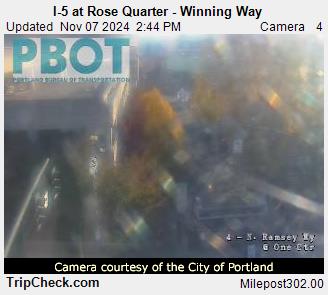 I-5 at Rose Quarter - Winning Way
Updated Nov 07 2024 2:44 PM Camera 4
PBOT
PORTLAND BUREAU OF TRANSPORTATION
4 - N. Ramsey Wy
@ One Ctr
Camera courtesy of the City of Portland
TripCheck.com Milepost302.00